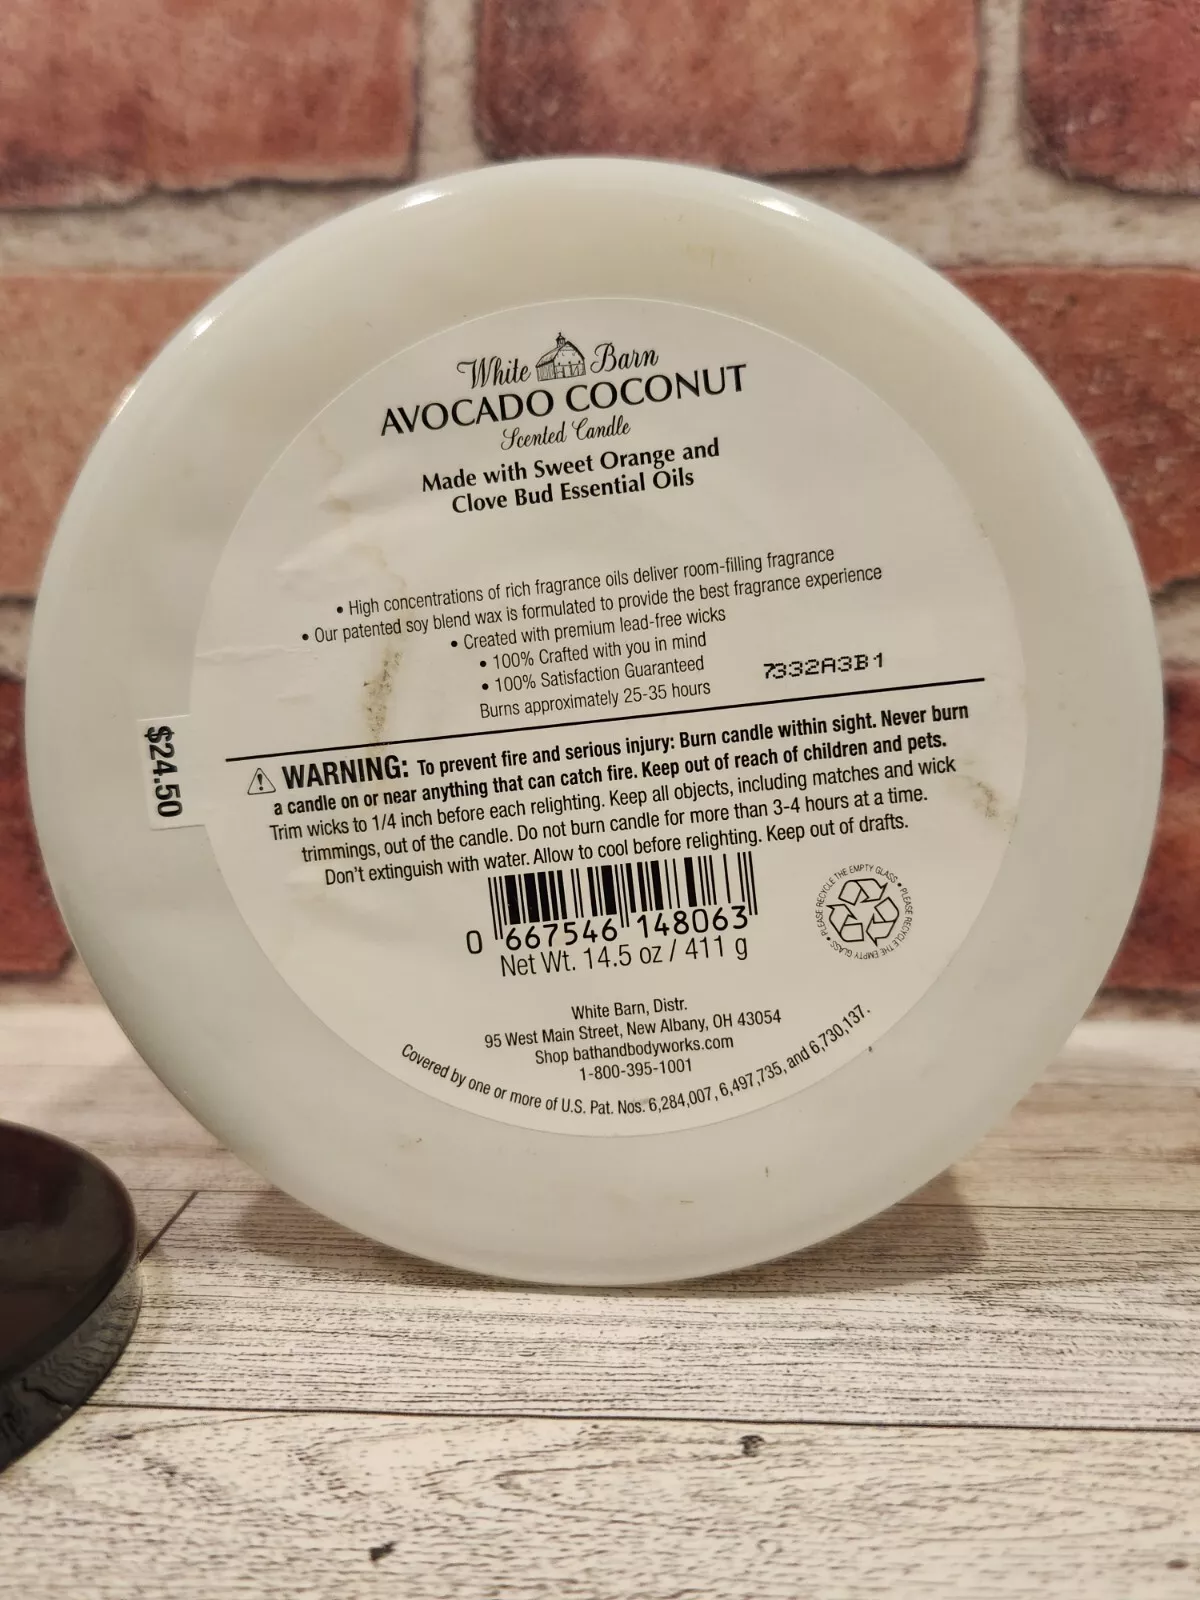 White Barn
AVOCADO COCONUT
Scented Candle
Made with Sweet Orange and
Clove Bud Essential Oils
• High concentrations of rich fragrance oils deliver room-filling fragrance
• Our patented soy blend wax is formulated to provide the best fragrance experience
• Created with premium lead-free wicks
• 100% Crafted with you in mind
• 100% Satisfaction Guaranteed
Burns approximately 25-35 hours
7332A3B1
$24.50
⚠ WARNING: To prevent fire and serious injury: Burn candle within sight. Never burn
a candle on or near anything that can catch fire. Keep out of reach of children and pets.
Trim wicks to 1/4 inch before each relighting. Keep all objects, including matches and wick
trimmings, out of the candle. Do not burn candle for more than 3-4 hours at a time.
Don't extinguish with water. Allow to cool before relighting. Keep out of drafts.
0 667546 148063
Net Wt. 14.5 oz / 411 g
• PLEASE RECYCLE THE EMPTY GLASS • PLEASE RECYCLE THE EMPTY GLASS
White Barn, Distr.
95 West Main Street, New Albany, OH 43054
Shop bathandbodyworks.com
1-800-395-1001
Covered by one or more of U.S. Pat. Nos. 6,284,007, 6,497,735, and 6,730,137.